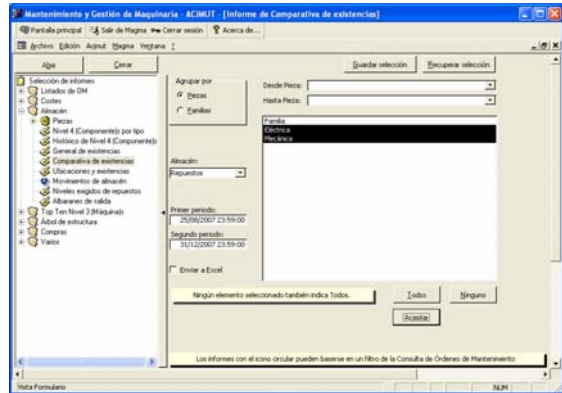 Mantenimiento y Gestión de Maquinaria - ACIMUT - [Informe de Comparativa de existencias]
Pantalla principal Salir de Magma Cerrar sesión Acerca de...
Archivo Edición Acimut Magma Ventana ?
Abrir Cerrar
Guardar selección Recuperar selección
Selección de informes
Listados de OM
Costes
Almacén
Piezas
Nivel 4 (Componente)s por tipo
Histórico de Nivel 4 (Componente)s
General de existencias
Comparativa de existencias
Ubicaciones y existencias
Movimientos de almacén
Niveles exigidos de repuestos
Albaranes de salida
Top Ten Nivel 3 (Máquina)s
Árbol de estructura
Compras
Varios
Agrupar por
Piezas
Familias
Desde Pieza:
Hasta Pieza:
Familia
Eléctrica
Mecánica
Almacén:
Repuestos
Primer periodo:
25/08/2007 23:59:00
Segundo periodo:
31/12/2007 23:59:00
Enviar a Excel
Ningún elemento seleccionado también indica Todos.
Todos Ninguno
Aceptar
Los informes con el icono circular pueden basarse en un filtro de la Consulta de Órdenes de Mantenimiento
Vista Formulario
NUM